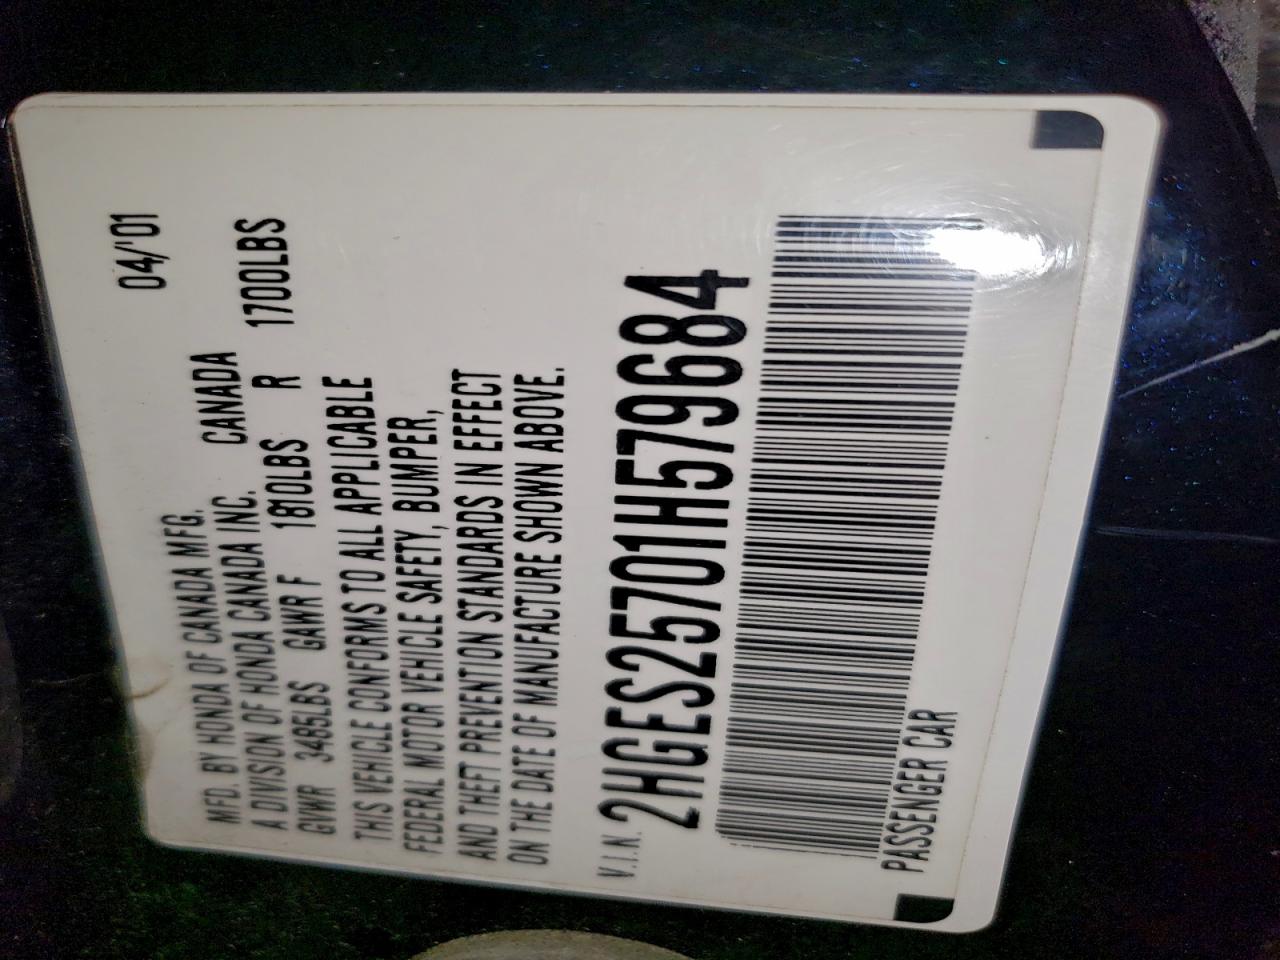 04/'01
MFD. BY HONDA OF CANADA MFG.
A DIVISION OF HONDA CANADA INC. CANADA
GVWR 3485LBS GAWR F 1810LBS R 1700LBS
THIS VEHICLE CONFORMS TO ALL APPLICABLE
FEDERAL MOTOR VEHICLE SAFETY, BUMPER,
AND THEFT PREVENTION STANDARDS IN EFFECT
ON THE DATE OF MANUFACTURE SHOWN ABOVE.
V.I.N. 2HGES25701H579684
PASSENGER CAR